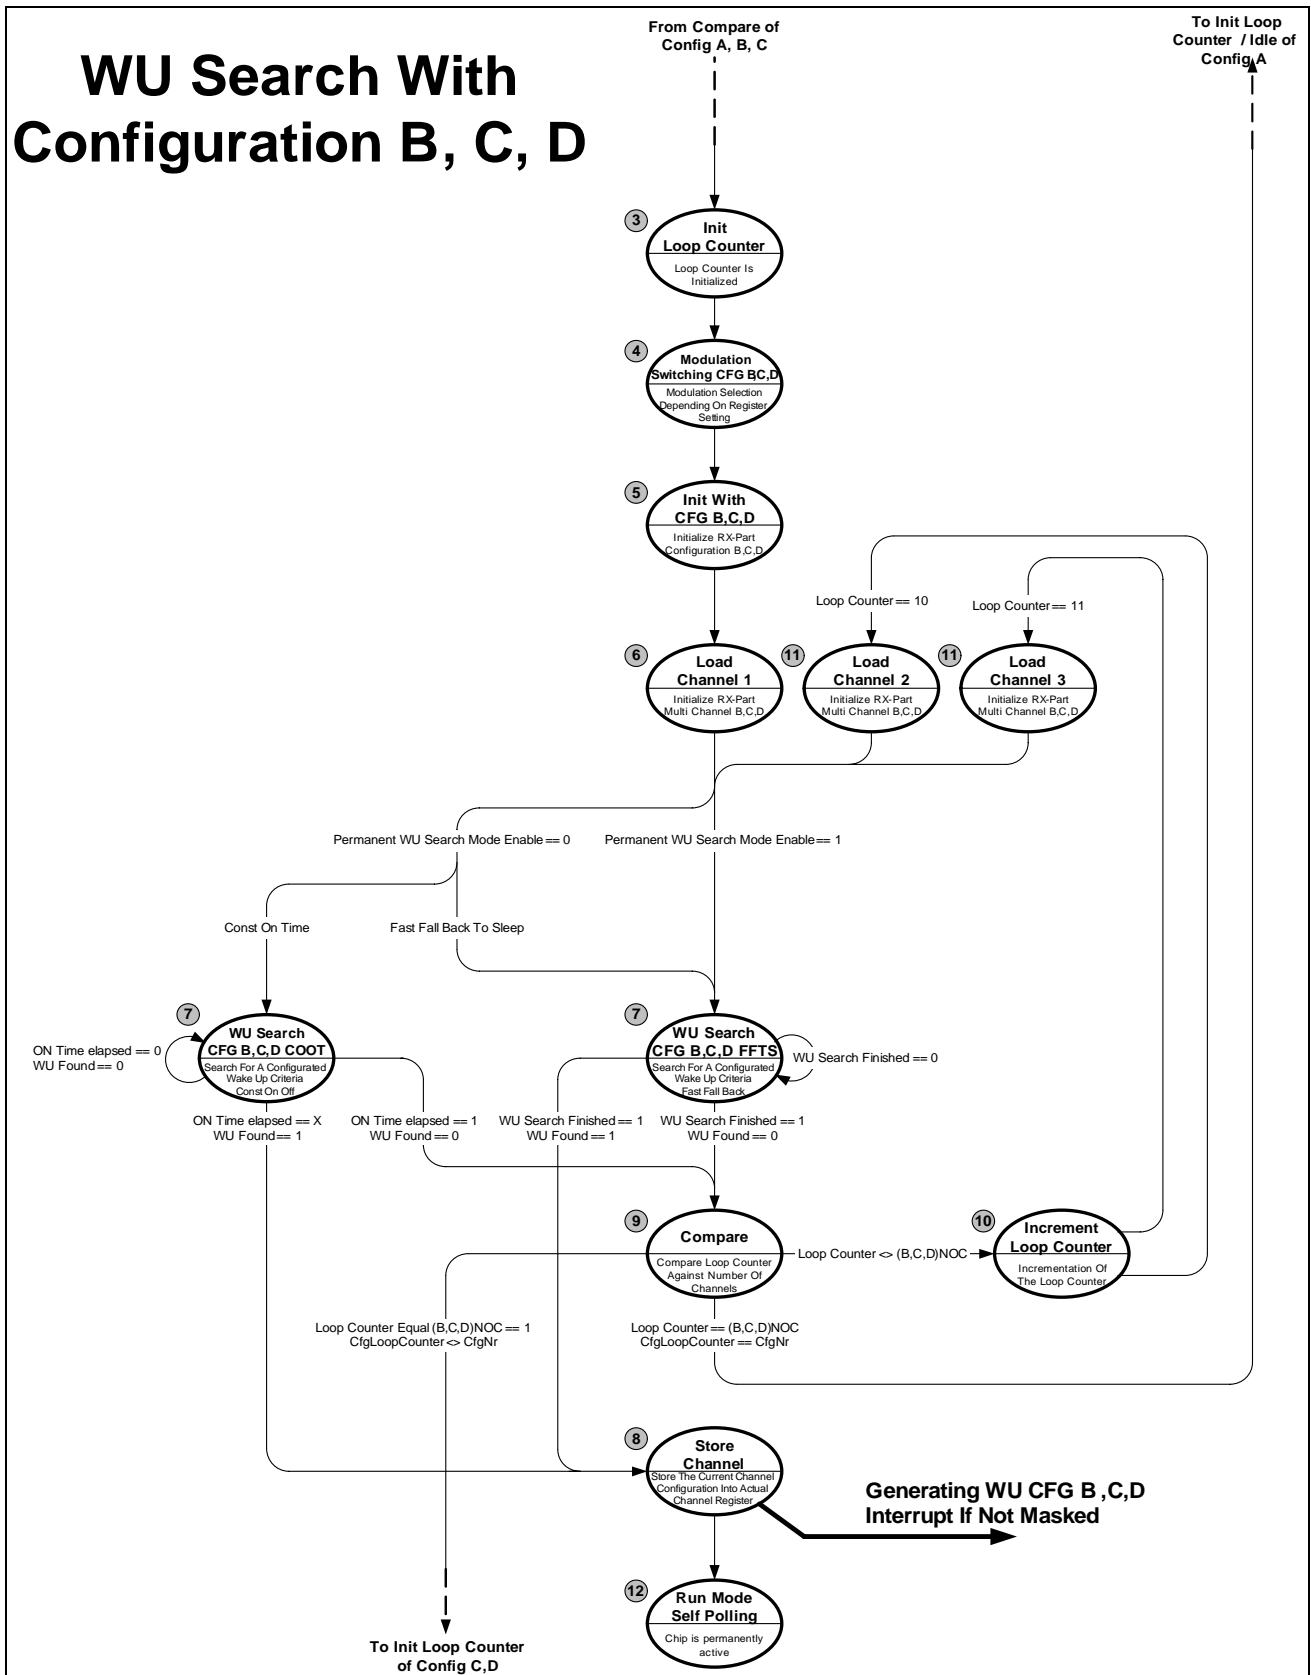 From Compare of
Config A, B, C
To Init Loop
Counter / Idle of
Config A
WU Search With
Configuration B, C, D
3
Init
Loop Counter
Loop Counter Is
Initialized
4
Modulation
Switching CFG B,C,D
Modulation Selection
Depending On Register
Setting
5
Init With
CFG B,C,D
Initialize RX-Part
Configuration B,C,D
Loop Counter == 10
Loop Counter == 11
6
Load
Channel 1
Initialize RX-Part
Multi Channel B,C,D
11
Load
Channel 2
Initialize RX-Part
Multi Channel B,C,D
11
Load
Channel 3
Initialize RX-Part
Multi Channel B,C,D
Permanent WU Search Mode Enable == 0
Permanent WU Search Mode Enable == 1
Const On Time
Fast Fall Back To Sleep
7
WU Search
CFG B,C,D COOT
Search For A Configurated
Wake Up Criteria
Const On Off
ON Time elapsed == 0
WU Found == 0
7
WU Search
CFG B,C,D FFTS
Search For A Configurated
Wake Up Criteria
Fast Fall Back
WU Search Finished == 0
ON Time elapsed == X
WU Found == 1
ON Time elapsed == 1
WU Found == 0
WU Search Finished == 1
WU Found == 1
WU Search Finished == 1
WU Found == 0
9
Compare
Compare Loop Counter
Against Number Of
Channels
Loop Counter <> (B,C,D)NOC
10
Increment
Loop Counter
Incrementation Of
The Loop Counter
Loop Counter Equal (B,C,D)NOC == 1
CfgLoopCounter <> CfgNr
Loop Counter == (B,C,D)NOC
CfgLoopCounter == CfgNr
8
Store
Channel
Store The Current Channel
Configuration Into Actual
Channel Register
Generating WU CFG B ,C,D
Interrupt If Not Masked
12
Run Mode
Self Polling
Chip is permanently
active
To Init Loop Counter
of Config C,D